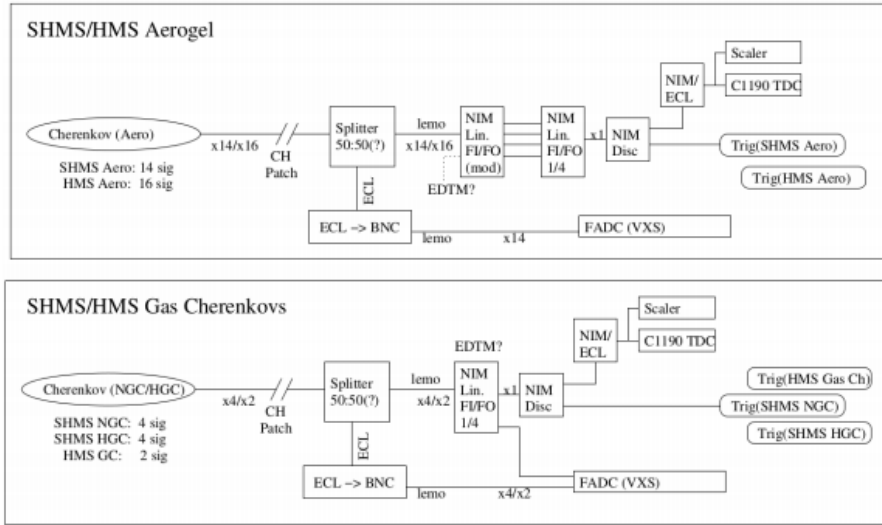 SHMS/HMS Aerogel
Cherenkov (Aero)
SHMS Aero: 14 sig
HMS Aero: 16 sig
x14/x16
CH
Patch
Splitter
50:50(?)
ECL
ECL -> BNC
lemo
x14/x16
EDTM?
NIM
Lin.
FI/FO
(mod)
NIM
Lin.
FI/FO
1/4
x1
NIM
Disc
NIM/
ECL
Scaler
C1190 TDC
Trig(SHMS Aero)
Trig(HMS Aero)
lemo
x14
FADC (VXS)
SHMS/HMS Gas Cherenkovs
Cherenkov (NGC/HGC)
SHMS NGC: 4 sig
SHMS HGC: 4 sig
HMS GC: 2 sig
x4/x2
CH
Patch
Splitter
50:50(?)
ECL
ECL -> BNC
lemo
x4/x2
EDTM?
NIM
Lin.
FI/FO
1/4
x1
NIM
Disc
NIM/
ECL
Scaler
C1190 TDC
Trig(HMS Gas Ch)
Trig(SHMS NGC)
Trig(SHMS HGC)
lemo
x4/x2
FADC (VXS)